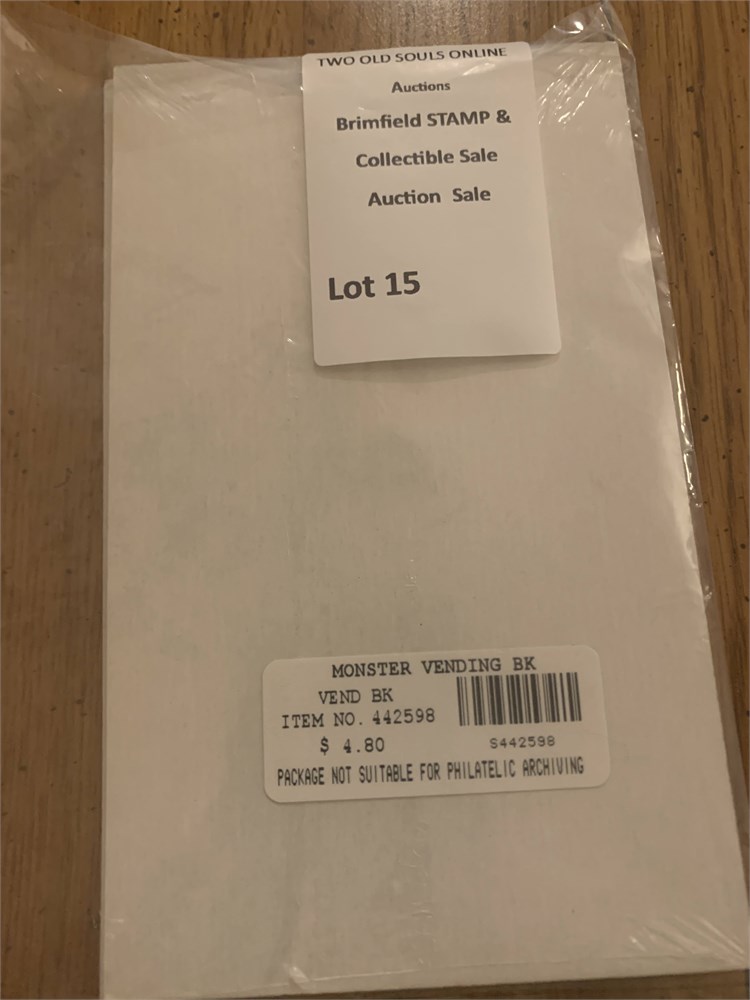 TWO OLD SOULS ONLINE
Auctions
Brimfield STAMP &
Collectible Sale
Auction Sale
Lot 15
MONSTER VENDING BK
VEND BK
ITEM NO. 442598
$ 4.80
S442598
PACKAGE NOT SUITABLE FOR PHILATELIC ARCHIVING